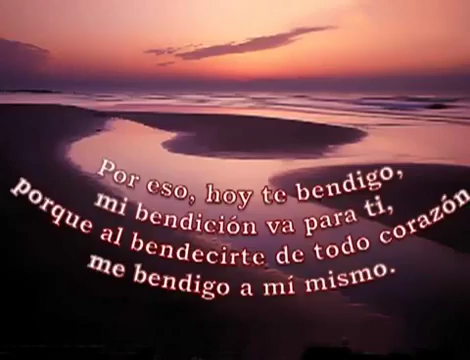 Por eso, hoy te bendigo,
mi bendición va para ti,
porque al bendecirte de todo corazón
me bendigo a mí mismo.